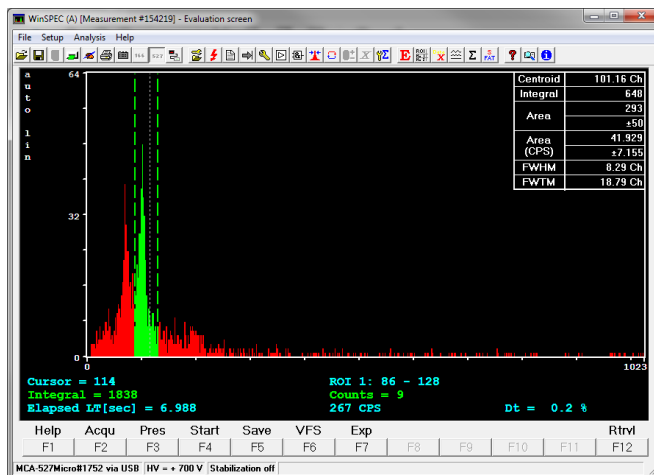 WinSPEC (A) [Measurement #154219] - Evaluation screen
File Setup Analysis Help
auto lin
64
32
0
0
1023
Centroid 101.16 Ch
Integral 648
Area 293
±50
Area (CPS) 41.929
±7.155
FWHM 8.29 Ch
FWTM 18.79 Ch
Cursor = 114 ROI 1: 86 - 128
Integral = 1838 Counts = 9
Elapsed LT[sec] = 6.988 267 CPS Dt = 0.2 %
Help Acqu Pres Start Save VFS Exp Rtrvl
F1 F2 F3 F4 F5 F6 F7 F8 F9 F10 F11 F12
MCA-527Micro#1752 via USB HV = + 700 V Stabilization off